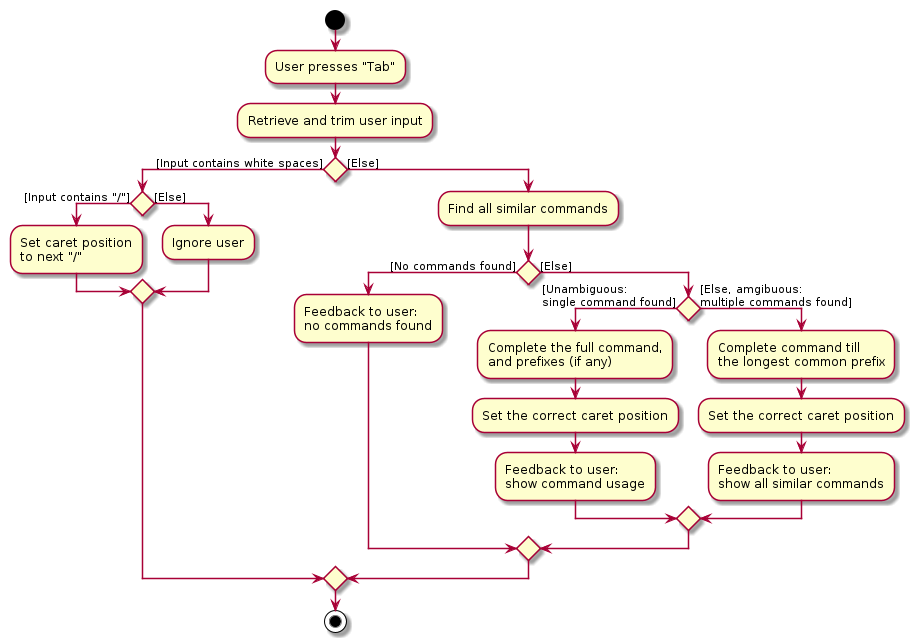 User presses "Tab"
Retrieve and trim user input
[Input contains white spaces]
[Else]
[Input contains "/"]
[Else]
Set caret position
to next "/"
Ignore user
Find all similar commands
[No commands found]
[Else]
Feedback to user:
no commands found
[Unambiguous:
single command found]
[Else, amgibuous:
multiple commands found]
Complete the full command,
and prefixes (if any)
Set the correct caret position
Feedback to user:
show command usage
Complete command till
the longest common prefix
Set the correct caret position
Feedback to user:
show all similar commands